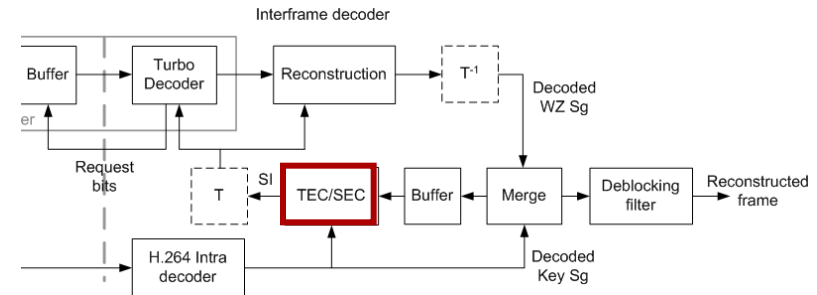 Interframe decoder
Buffer
Turbo
Decoder
Reconstruction
T-1
Decoded
WZ Sg
er
Request
bits
T
SI
TEC/SEC
Buffer
Merge
Deblocking
filter
Reconstructed
frame
H.264 Intra
decoder
Decoded
Key Sg